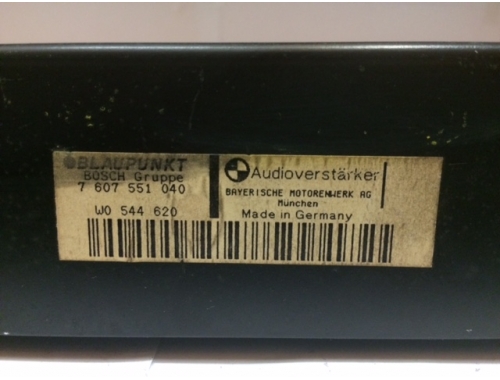 BLAUPUNKT
BOSCH Gruppe
7 607 551 040
WO 544 620
Audioverstärker
BAYERISCHE MOTORENWERK AG
München
Made in Germany